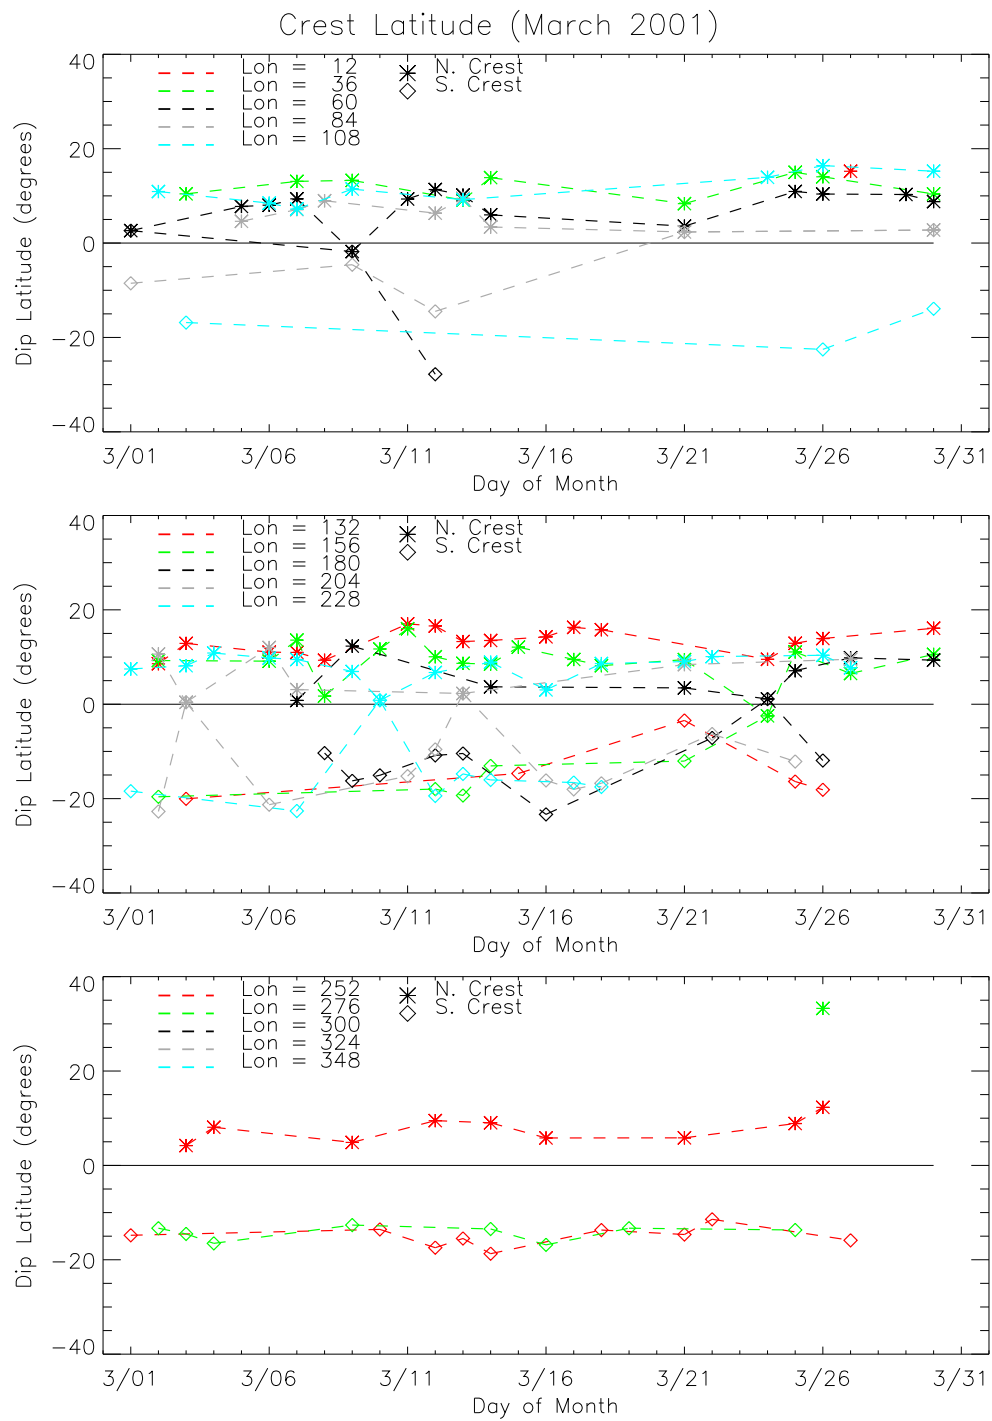 Crest Latitude (March 2001)
40
20
0
-20
-40
Dip Latitude (degrees)
Lon = 12
Lon = 36
Lon = 60
Lon = 84
Lon = 108
N. Crest
S. Crest
3/01 3/06 3/11 3/16 3/21 3/26 3/31
Day of Month
40
20
0
-20
-40
Dip Latitude (degrees)
Lon = 132
Lon = 156
Lon = 180
Lon = 204
Lon = 228
N. Crest
S. Crest
3/01 3/06 3/11 3/16 3/21 3/26 3/31
Day of Month
40
20
0
-20
-40
Dip Latitude (degrees)
Lon = 252
Lon = 276
Lon = 300
Lon = 324
Lon = 348
N. Crest
S. Crest
3/01 3/06 3/11 3/16 3/21 3/26 3/31
Day of Month